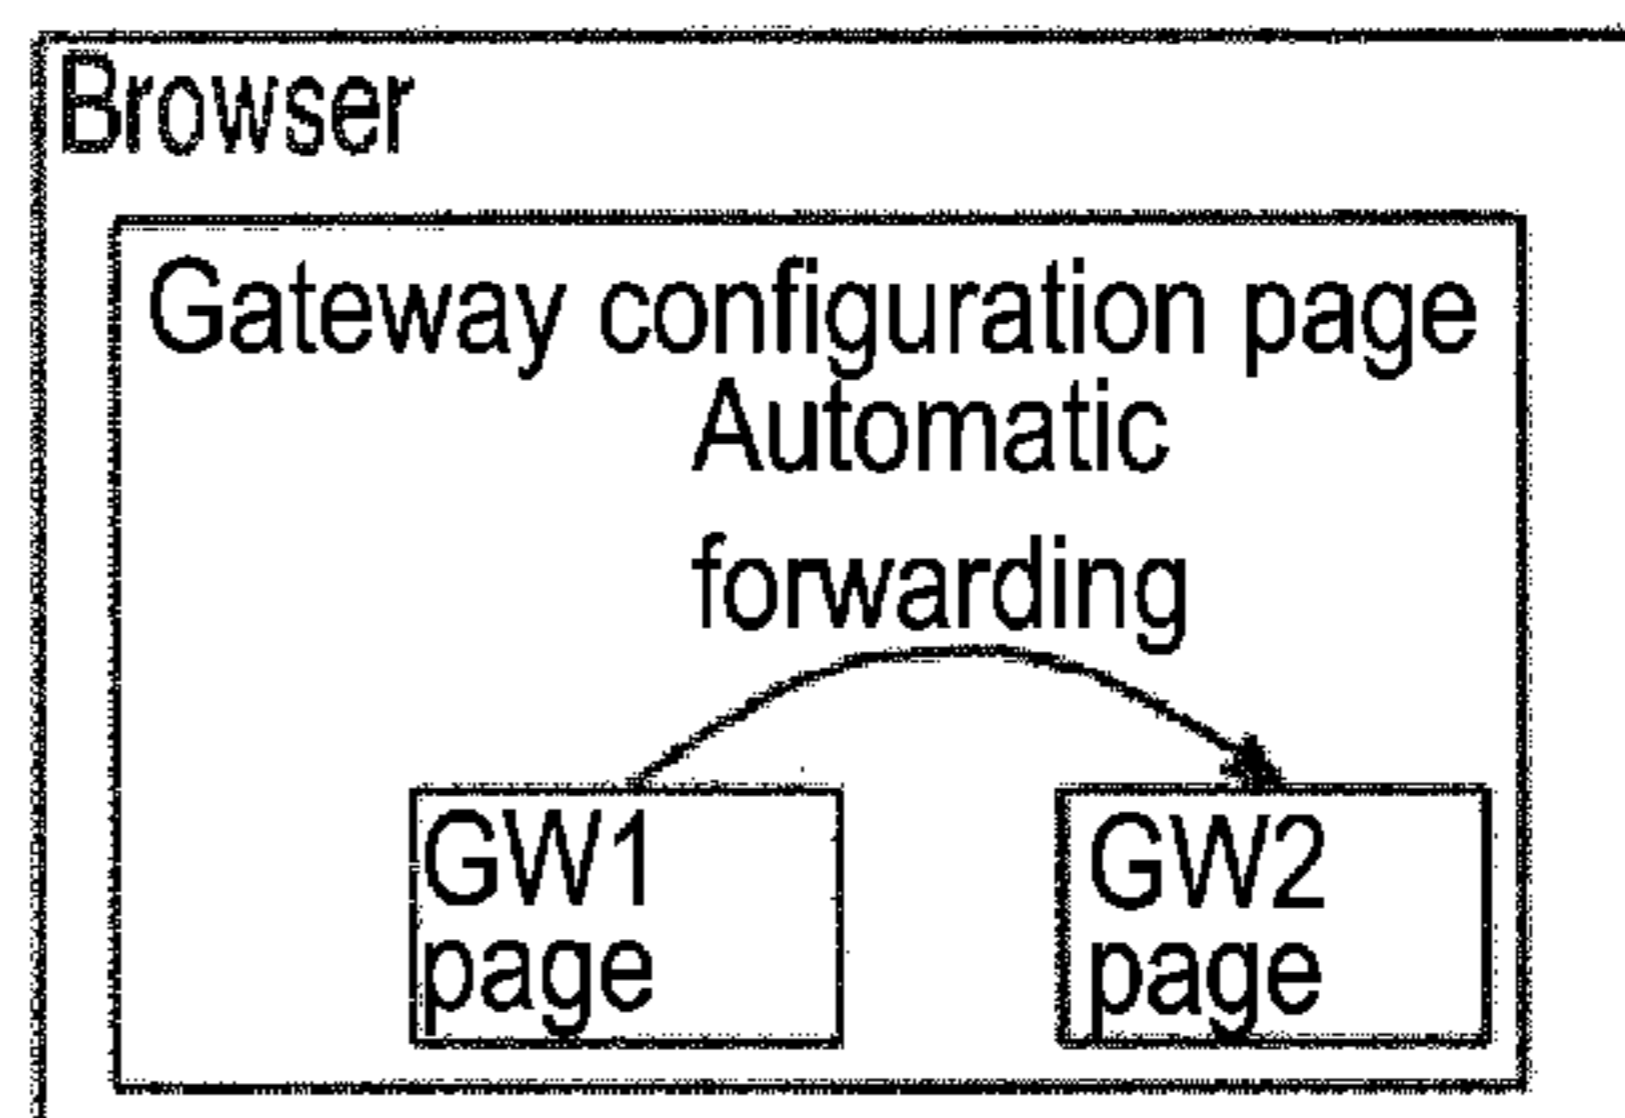 Browser
Gateway configuration page
Automatic
forwarding
GW1
page
GW2
page